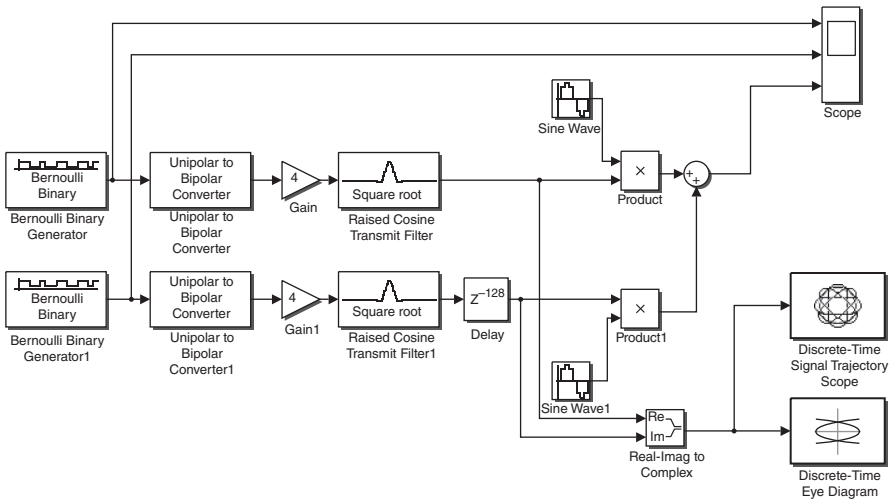 Scope
Sine Wave
×
Product
+
+
Bernoulli
Binary
Bernoulli Binary
Generator
Unipolar to
Bipolar
Converter
Unipolar to
Bipolar
Converter
4
Gain
Square root
Raised Cosine
Transmit Filter
Bernoulli
Binary
Bernoulli Binary
Generator1
Unipolar to
Bipolar
Converter
Unipolar to
Bipolar
Converter1
4
Gain1
Square root
Raised Cosine
Transmit Filter1
Z−128
Delay
×
Product1
Sine Wave1
Re
Im
Real-Imag to
Complex
Discrete-Time
Signal Trajectory
Scope
Discrete-Time
Eye Diagram